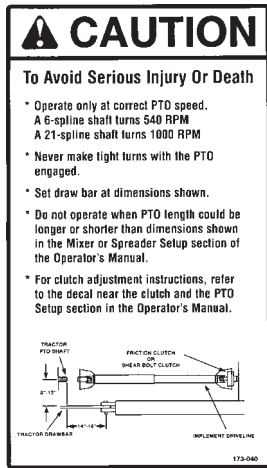 CAUTION
To Avoid Serious Injury Or Death
* Operate only at correct PTO speed.
A 6-spline shaft turns 540 RPM
A 21-spline shaft turns 1000 RPM
* Never make tight turns with the PTO
engaged.
* Set draw bar at dimensions shown.
* Do not operate when PTO length could be
longer or shorter than dimensions shown
in the Mixer or Spreader Setup section of
the Operator's Manual.
* For clutch adjustment instructions, refer
to the decal near the clutch and the PTO
Setup section in the Operator's Manual.
TRACTOR
PTO SHAFT
FRICTION CLUTCH
OR
SHEAR BOLT CLUTCH
14"-16"
TRACTOR DRAWBAR
IMPLEMENT DRIVELINE
173-040